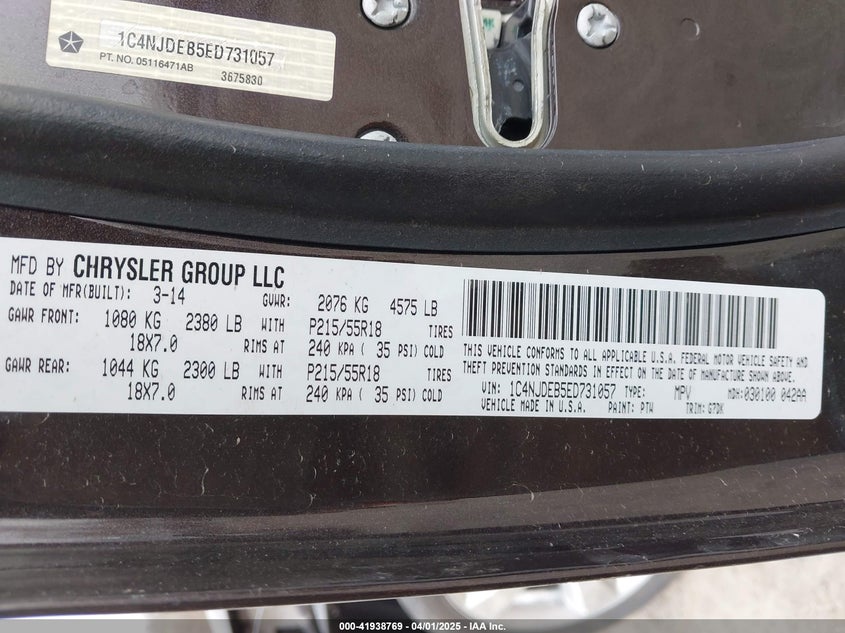 1C4NJDEB5ED731057
PT. NO. 05116471AB 3675830
MFD BY CHRYSLER GROUP LLC
DATE OF MFR(BUILT): 3-14 GVWR: 2076 KG 4575 LB
GAWR FRONT: 1080 KG 2380 LB WITH P215/55R18 TIRES
18X7.0 RIMS AT 240 KPA ( 35 PSI) COLD
GAWR REAR: 1044 KG 2300 LB WITH P215/55R18 TIRES
18X7.0 RIMS AT 240 KPA ( 35 PSI) COLD
THIS VEHICLE CONFORMS TO ALL APPLICABLE U.S.A. FEDERAL MOTOR VEHICLE SAFETY AND
THEFT PREVENTION STANDARDS IN EFFECT ON THE DATE OF MANUFACTURE SHOWN ABOVE.
VIN: 1C4NJDEB5ED731057 TYPE: MPV MDH:030100 042AA
VEHICLE MADE IN U.S.A. PAINT: PTW TRIM: G7DK
000-41938769 - 04/01/2025 - IAA Inc.